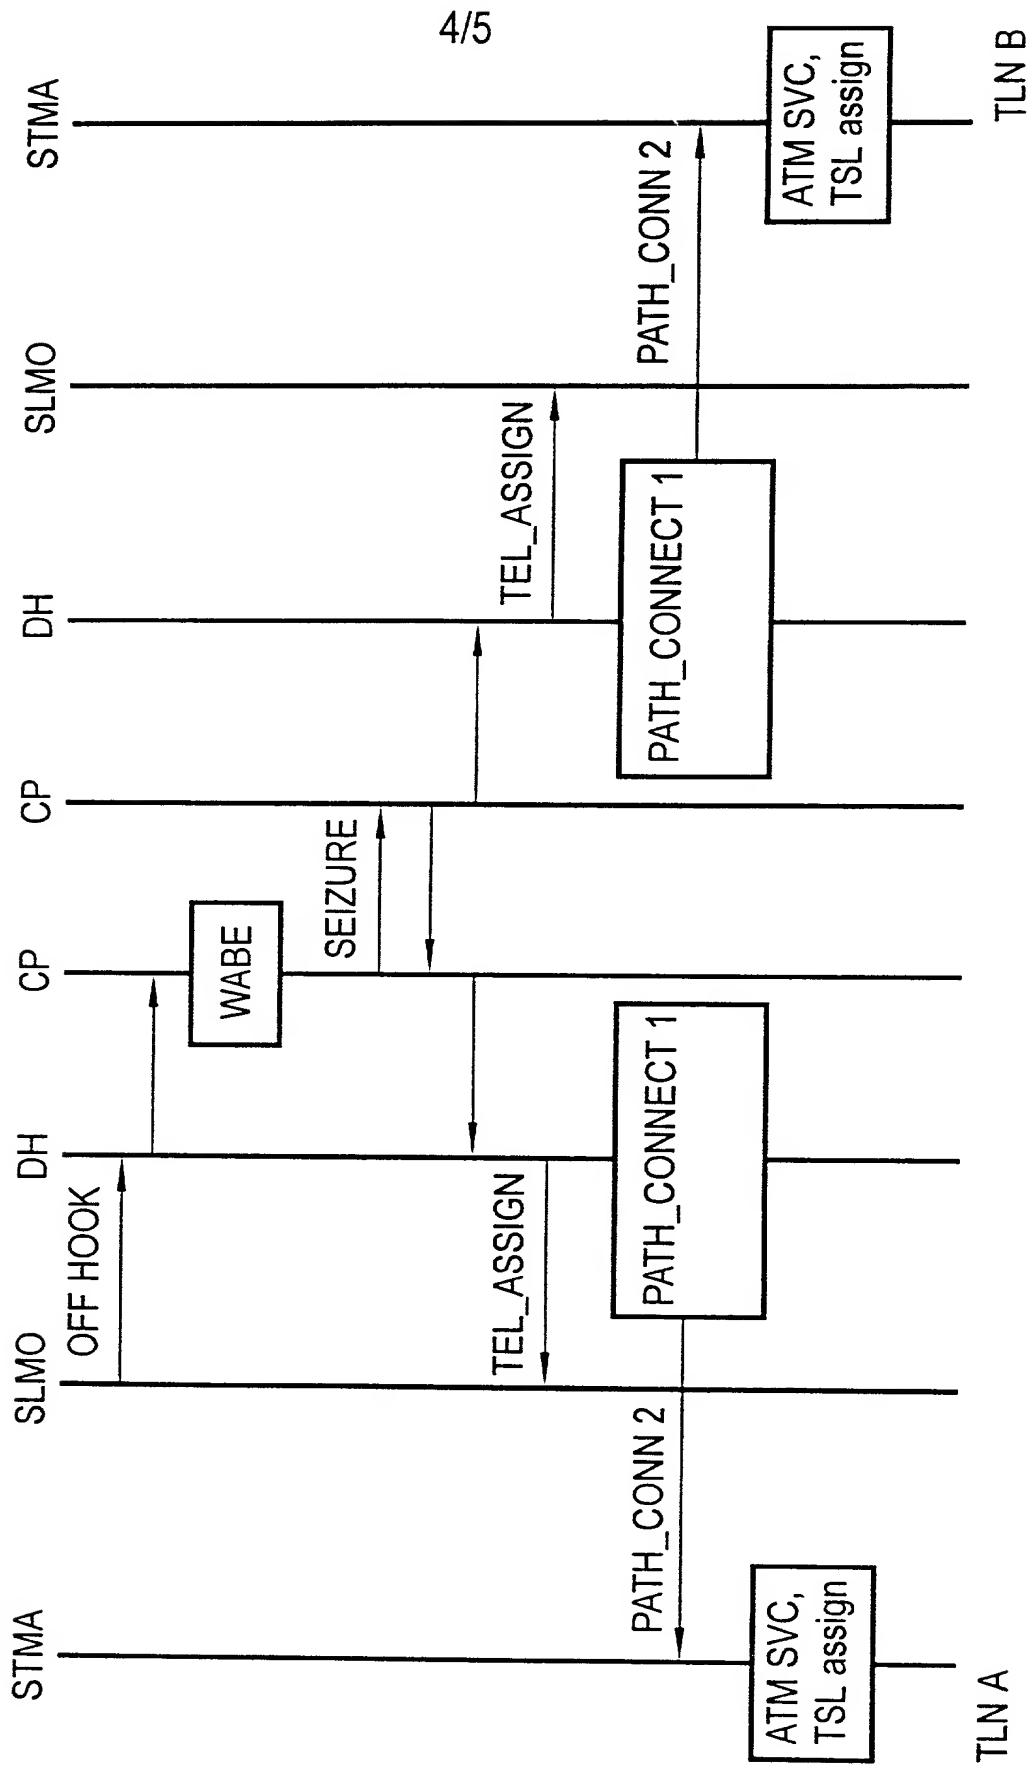 4/5
STMA
SLMO
DH
CP
CP
DH
SLMO
STMA
OFF HOOK
WABE
SEIZURE
TEL_ASSIGN
TEL_ASSIGN
PATH_CONN 2
PATH_CONNECT 1
PATH_CONNECT 1
PATH_CONN 2
ATM SVC,
TSL assign
ATM SVC,
TSL assign
TLN A
TLN B